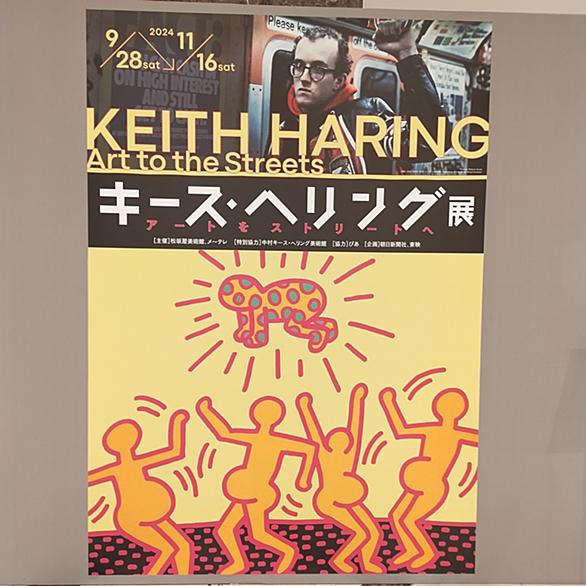 2024
9/28sat 11/16sat
ON HIGH INTEREST
AND STILL
Please ke
off the
KEITH HARING
Art to the Streets
キース・ヘリング展
アートをストリートへ
［主催］松坂屋美術館、メ~テレ ［特別協力］中村キース・ヘリング美術館 ［協力］ぴあ ［企画］朝日新聞社、東映